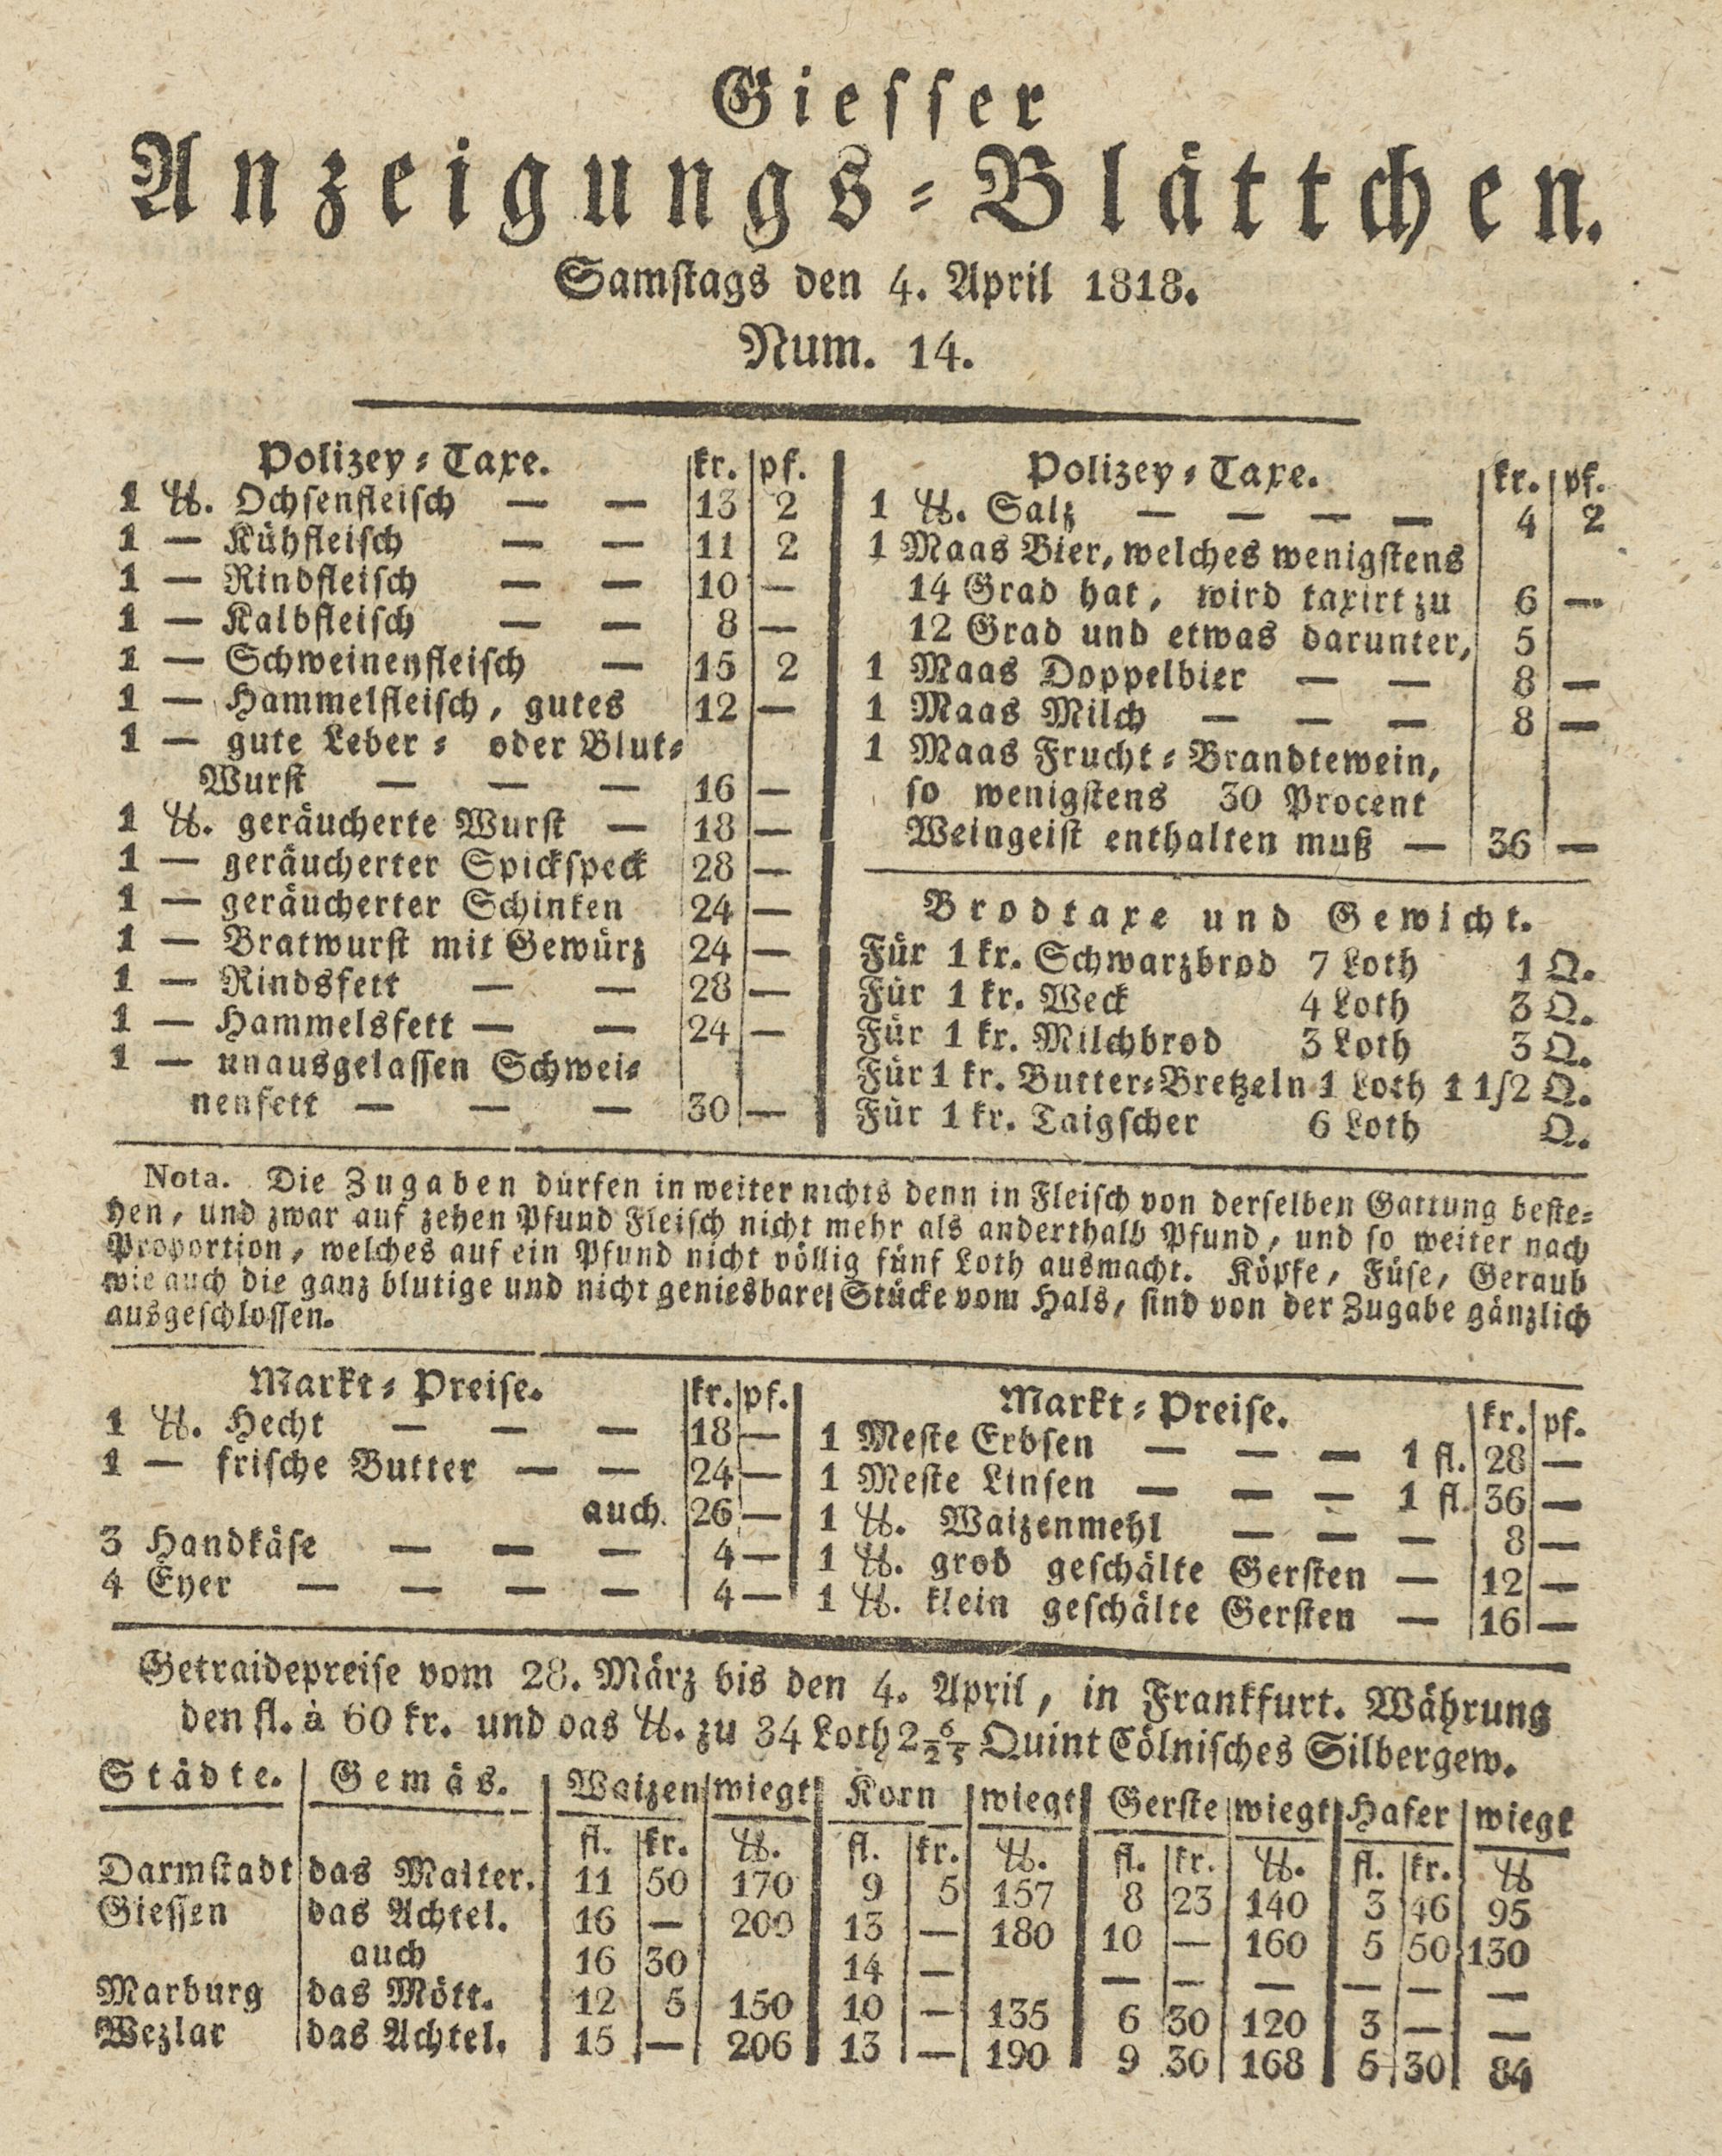 Giesser
Anzeigungs-Blättchen.
Samstags den 4. April 1818.
Num. 14.
Polizey-Taxe. kr. pf.
1 ℔. Ochsenfleisch — — 13 2
1 — Kühfleisch — — 11 2
1 — Rindfleisch — — 10 —
1 — Kalbfleisch — — 8 —
1 — Schweinenfleisch — 15 2
1 — Hammelfleisch, gutes 12 —
1 — gute Leber- oder Blut-
Wurst — — — 16 —
1 ℔. geräucherte Wurst — 18 —
1 — geräucherter Spickspeck 28 —
1 — geräucherter Schinken 24 —
1 — Bratwurst mit Gewürz 24 —
1 — Rindsfett — — 28 —
1 — Hammelsfett — — 24 —
1 — unausgelassen Schwei-
nenfett — — — 30 —
Polizey-Taxe. kr. pf.
1 ℔. Salz — — — — 4 2
1 Maas Bier, welches wenigstens
14 Grad hat, wird taxirt zu 6 —
12 Grad und etwas darunter, 5
1 Maas Doppelbier — — 8 —
1 Maas Milch — — — 8 —
1 Maas Frucht-Brandtewein,
so wenigstens 30 Procent
Weingeist enthalten muß — 36 —
Brodtaxe und Gewicht.
Für 1 kr. Schwarzbrod 7 Loth 1 Q.
Für 1 kr. Weck 4 Loth 3 Q.
Für 1 kr. Milchbrod 3 Loth 3 Q.
Für 1 kr. Butter-Bretzeln 1 Loth 1 1/2 Q.
Für 1 kr. Taigscher 6 Loth Q.
Nota. Die Zugaben dürfen in weiter nichts denn in Fleisch von derselben Gattung beste-
hen, und zwar auf zehen Pfund Fleisch nicht mehr als anderthalb Pfund, und so weiter nach
Proportion, welches auf ein Pfund nicht völlig fünf Loth ausmacht. Köpfe, Füse, Geraub
wie auch die ganz blutige und nicht geniesbare Stücke vom Hals, sind von der Zugabe gänzlich
ausgeschlossen.
Markt-Preise. kr. pf.
1 ℔. Hecht — — — 18 —
1 — frische Butter — — 24 —
auch. 26 —
3 Handkäse — — — 4 —
4 Eyer — — — — 4 —
Markt-Preise. kr. pf.
1 Meste Erbsen — — — 1 fl. 28 —
1 Meste Linsen — — — 1 fl. 36 —
1 ℔. Waizenmehl — — — 8 —
1 ℔. grob geschälte Gersten — 12 —
1 ℔. klein geschälte Gersten — 16 —
Getraidepreise vom 28. März bis den 4. April, in Frankfurt. Währung
den fl. à 60 kr. und das ℔. zu 34 Loth 2 6/25 Quint Cölnisches Silbergew.
Städte. Gemäs. Waizen wiegt Korn wiegt Gerste wiegt Hafer wiegt
fl. kr. ℔. fl. kr. ℔. fl. kr. ℔. fl. kr. ℔
Darmstadt das Malter. 11 50 170 9 5 157 8 23 140 3 46 95
Giessen das Achtel. 16 — 200 13 — 180 10 — 160 5 50 130
auch 16 30 14 — — — — — — —
Marburg das Mött. 12 5 150 10 — 135 6 30 120 3 — —
Wezlar das Achtel. 15 — 206 13 — 190 9 30 168 5 30 84